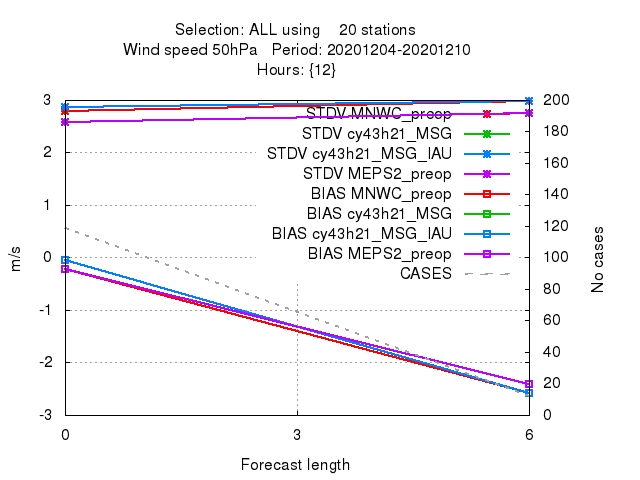 Selection: ALL using    20 stations
Wind speed 50hPa   Period: 20201204-20201210
Hours: {12}
3
2
1
0
-1
-2
-3
200
180
160
140
120
100
80
60
40
20
0
STDV MNWC_preop
STDV cy43h21_MSG
STDV cy43h21_MSG_IAU
STDV MEPS2_preop
BIAS MNWC_preop
BIAS cy43h21_MSG
BIAS cy43h21_MSG_IAU
BIAS MEPS2_preop
CASES
m/s
No cases
0 3 6
Forecast length